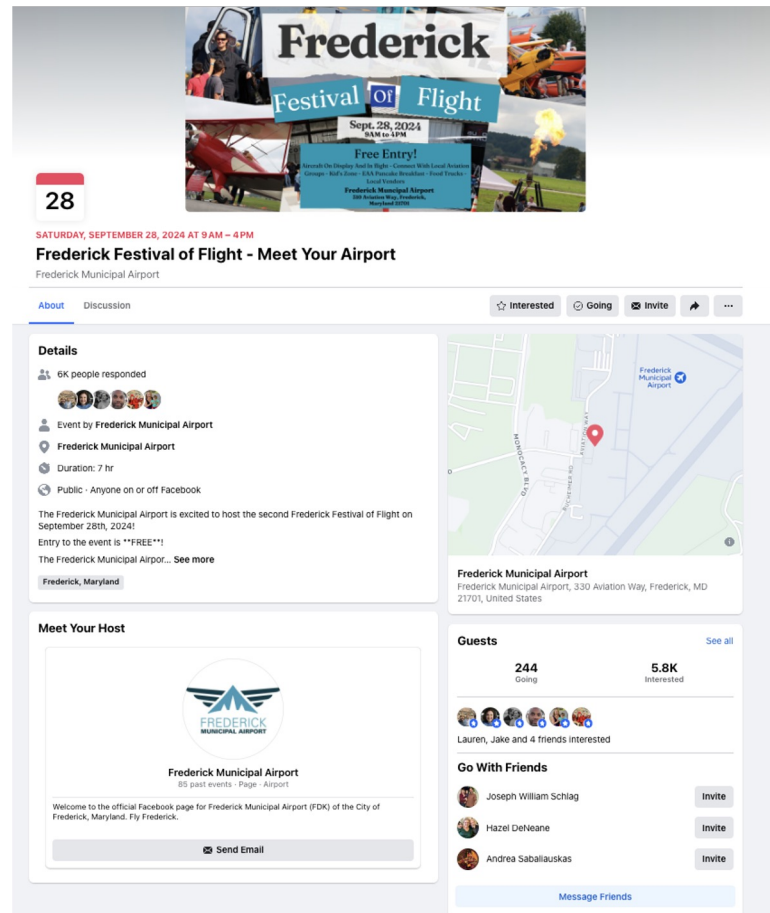 Frederick
Festival Of Flight
Sept. 28, 2024
9AM to 4PM
Free Entry!
Aircraft On Display And In flight - Connect With Local Aviation
Groups - Kid's Zone - EAA Pancake Breakfast - Food Trucks -
Local Vendors
Frederick Muncipal Airport
330 Aviation Way, Frederick,
Maryland 21701
28
SATURDAY, SEPTEMBER 28, 2024 AT 9 AM – 4 PM
Frederick Festival of Flight - Meet Your Airport
Frederick Municipal Airport
About Discussion
Interested Going Invite ...
Details
6K people responded
Event by Frederick Municipal Airport
Frederick Municipal Airport
Duration: 7 hr
Public · Anyone on or off Facebook
The Frederick Municipal Airport is excited to host the second Frederick Festival of Flight on
September 28th, 2024!
Entry to the event is **FREE**!
The Frederick Municipal Airpor... See more
Frederick, Maryland
Meet Your Host
FREDERICK
MUNICIPAL AIRPORT
Frederick Municipal Airport
85 past events · Page · Airport
Welcome to the official Facebook page for Frederick Municipal Airport (FDK) of the City of
Frederick, Maryland. Fly Frederick.
Send Email
Frederick
Municipal
Airport
AVIATION WAY
MONOCACY BLVD
BUCHEIMER RD
Frederick Municipal Airport
Frederick Municipal Airport, 330 Aviation Way, Frederick, MD
21701, United States
Guests See all
244 5.8K
Going Interested
Lauren, Jake and 4 friends interested
Go With Friends
Joseph William Schlag Invite
Hazel DeNeane Invite
Andrea Sabaliauskas Invite
Message Friends